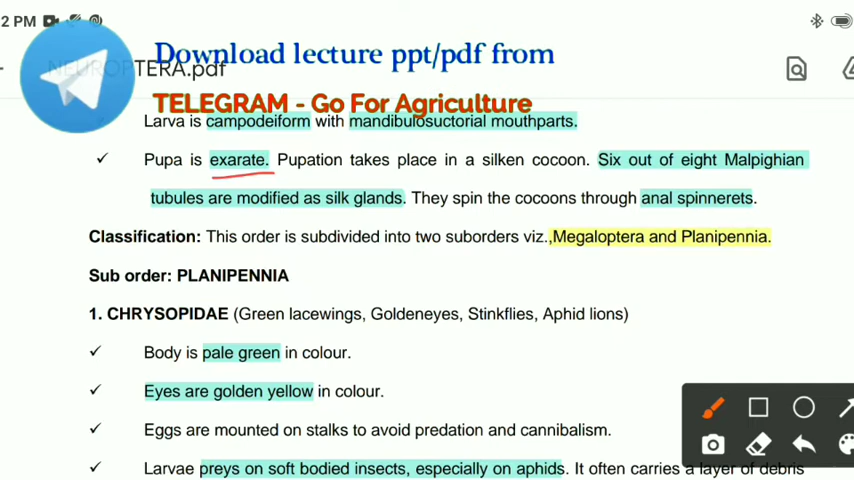 2 PM
Download lecture ppt/pdf from
NEUROPTERA.pdf
TELEGRAM - Go For Agriculture
Larva is campodeiform with mandibulosuctorial mouthparts.
✓ Pupa is exarate. Pupation takes place in a silken cocoon. Six out of eight Malpighian
tubules are modified as silk glands. They spin the cocoons through anal spinnerets.
Classification: This order is subdivided into two suborders viz.,Megaloptera and Planipennia.
Sub order: PLANIPENNIA
1. CHRYSOPIDAE (Green lacewings, Goldeneyes, Stinkflies, Aphid lions)
✓ Body is pale green in colour.
✓ Eyes are golden yellow in colour.
✓ Eggs are mounted on stalks to avoid predation and cannibalism.
✓ Larvae preys on soft bodied insects, especially on aphids. It often carries a layer of debris